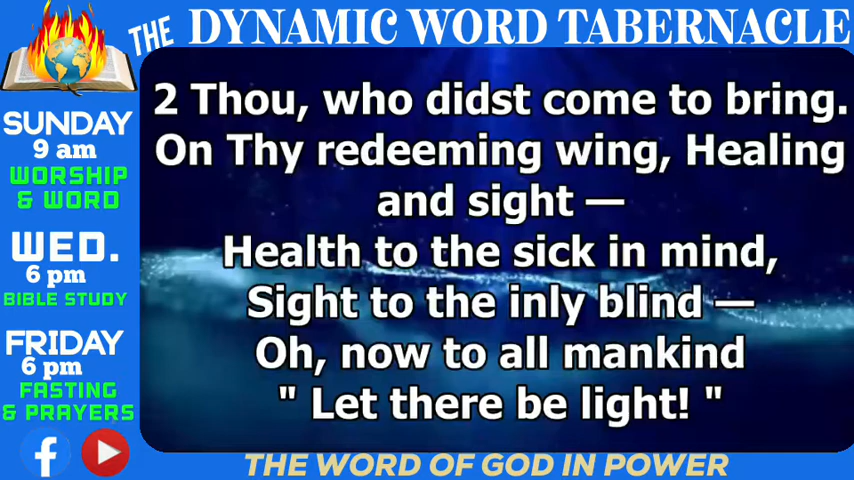 THE DYNAMIC WORD TABERNACLE
SUNDAY
9 am
WORSHIP
& WORD
WED.
6 pm
BIBLE STUDY
FRIDAY
6 pm
FASTING
& PRAYERS
2 Thou, who didst come to bring.
On Thy redeeming wing, Healing
and sight —
Health to the sick in mind,
Sight to the inly blind —
Oh, now to all mankind
" Let there be light! "
THE WORD OF GOD IN POWER